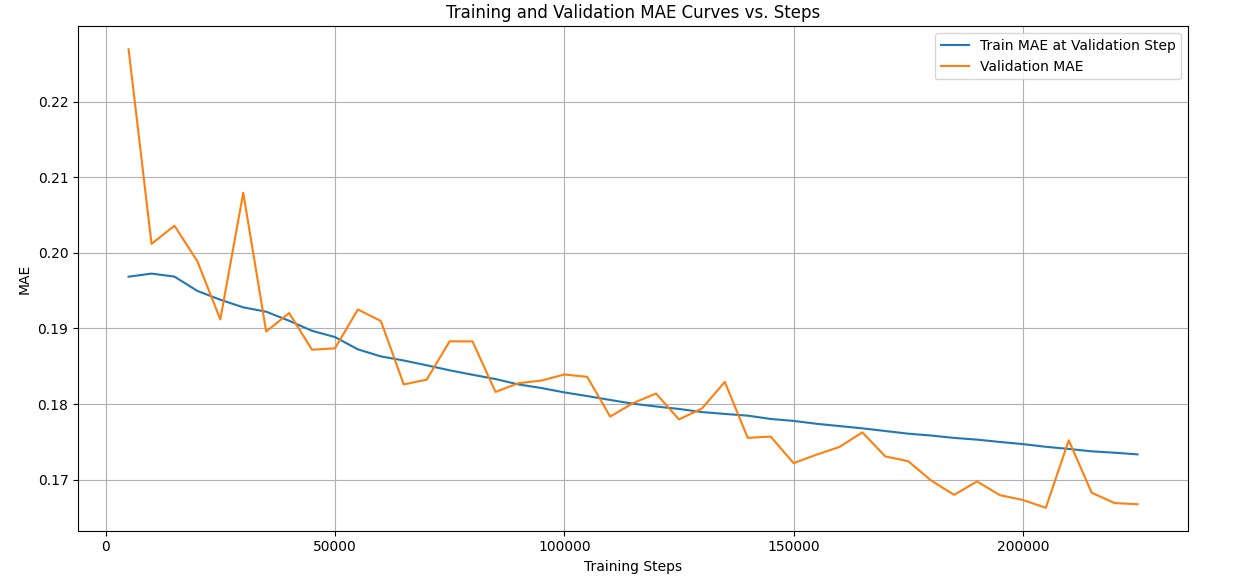 Training and Validation MAE Curves vs. Steps
Train MAE at Validation Step
Validation MAE
0.22
0.21
0.20
0.19
0.18
0.17
MAE
0 50000 100000 150000 200000
Training Steps